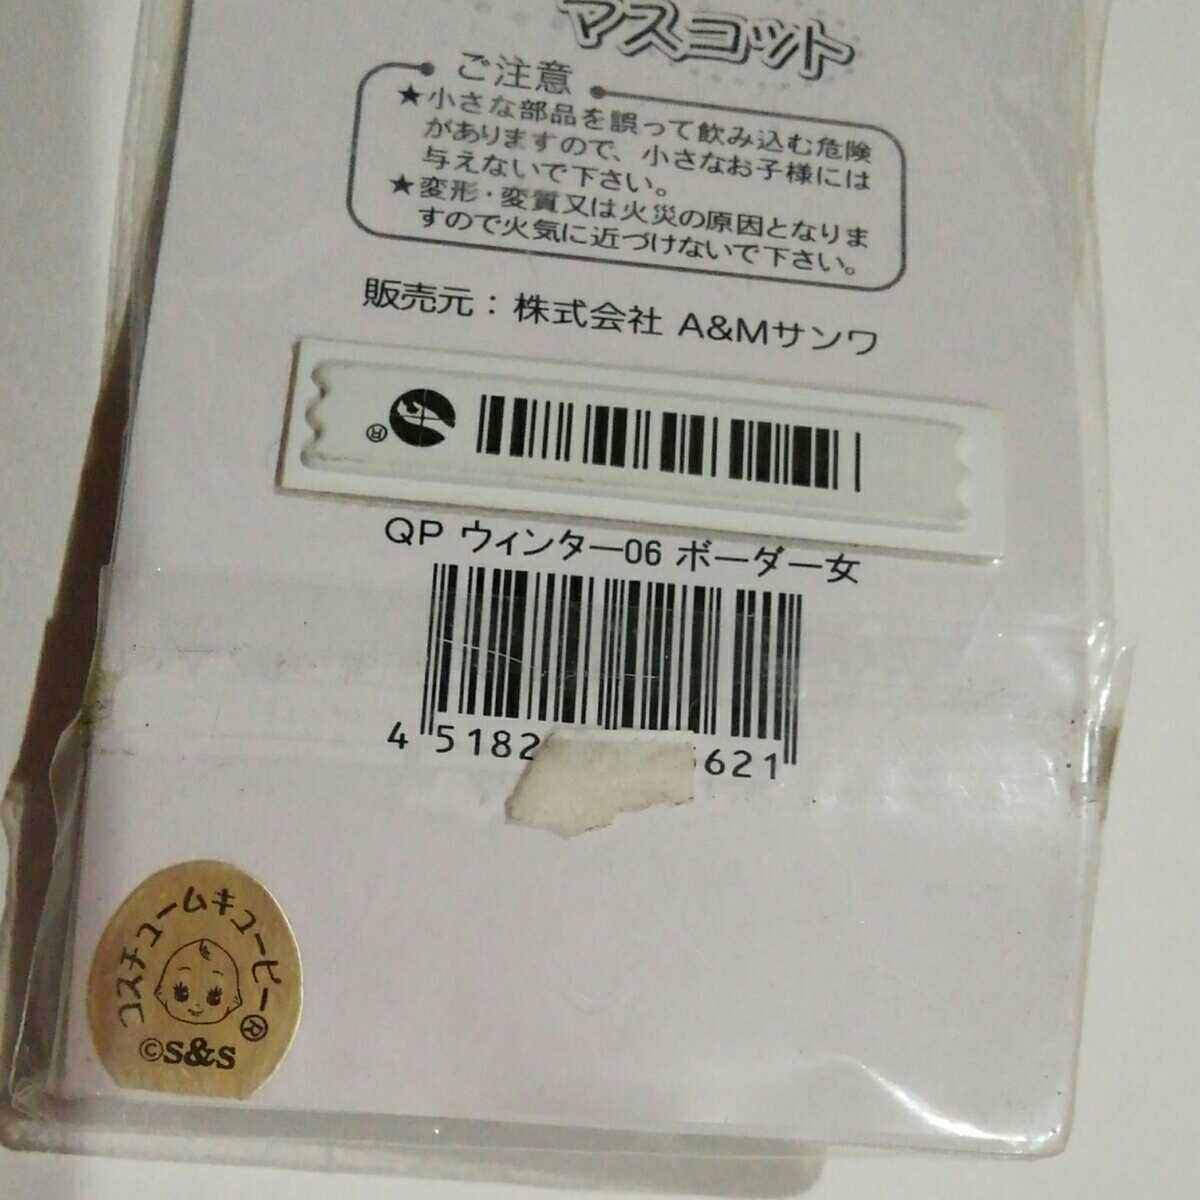 マスコット
ご注意
★小さな部品を誤って飲み込む危険
がありますので、小さなお子様には
与えないで下さい。
★変形・変質又は火災の原因となりま
すので火気に近づけないで下さい。
販売元：株式会社 A&Mサンワ
®
QP ウィンター06 ボーダー女
4 5182 6621
コスチュームキューピー®
©S&S